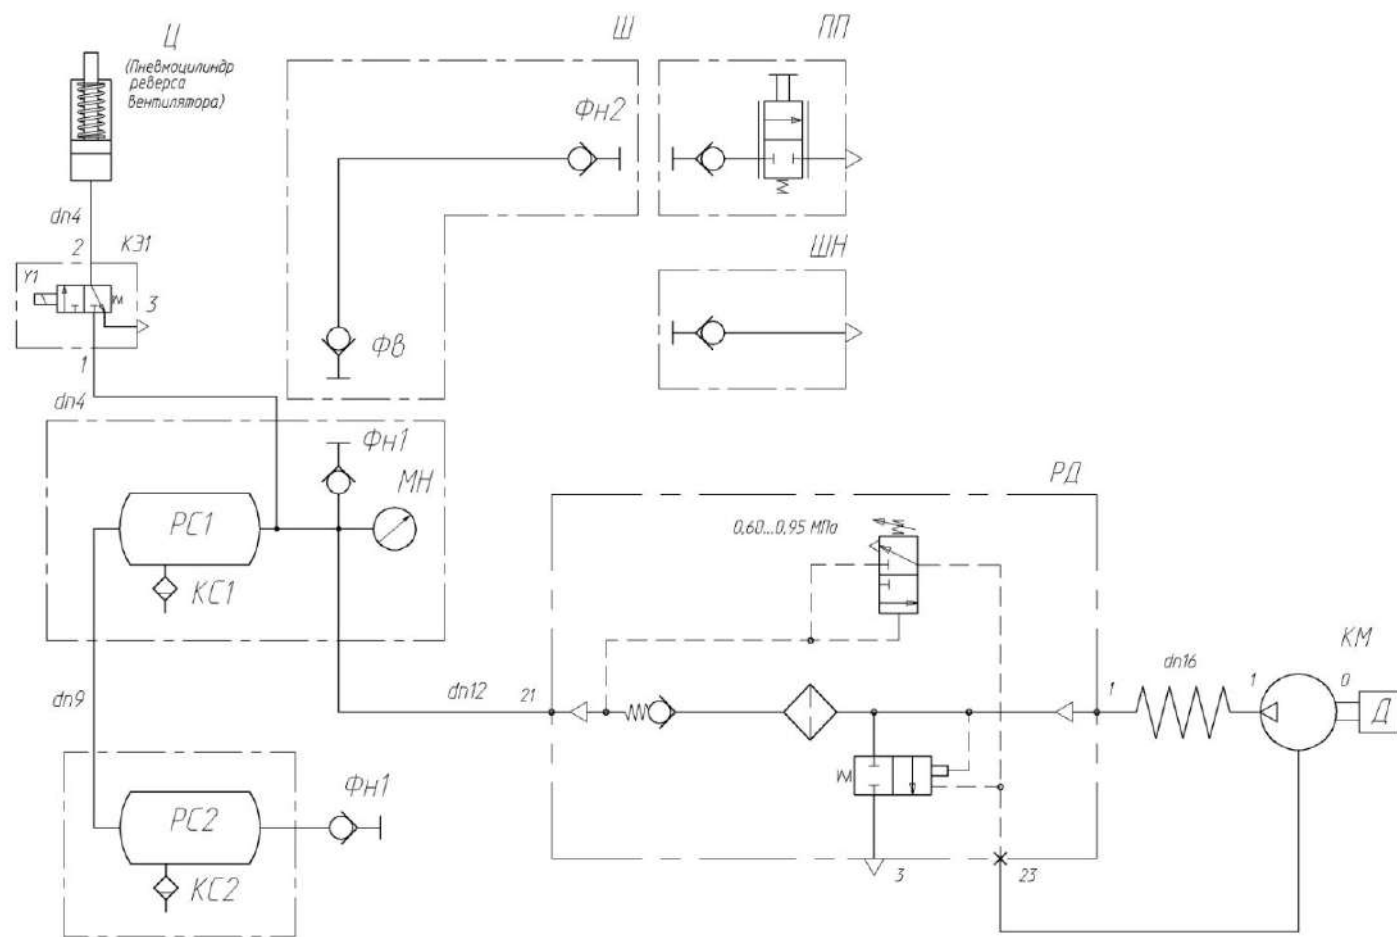 Ц
(Пневмоцилиндр
реверса
вентилятора)
Ш
ПП
Фн2
dn4
2
КЭ1
Y1
3
1
dn4
ФВ
ШН
Фн1
МН
РС1
КС1
РД
0,60...0,95 МПа
КМ
dn9
dn12
21
1
dn16
1
0
Д
Фн1
РС2
КС2
3
23